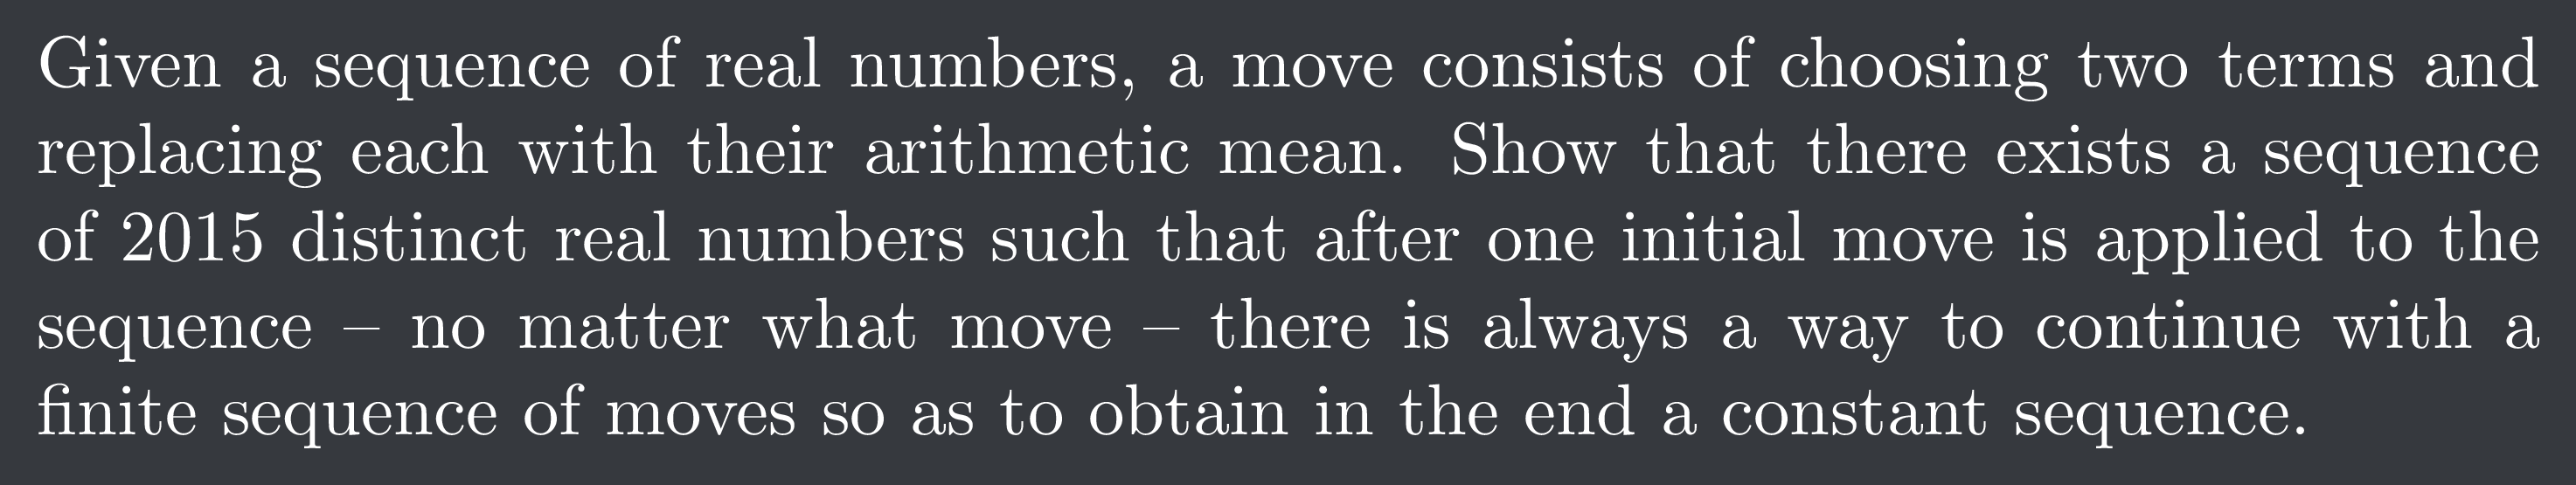 Given a sequence of real numbers, a move consists of choosing two terms and
replacing each with their arithmetic mean. Show that there exists a sequence
of 2015 distinct real numbers such that after one initial move is applied to the
sequence – no matter what move – there is always a way to continue with a
finite sequence of moves so as to obtain in the end a constant sequence.